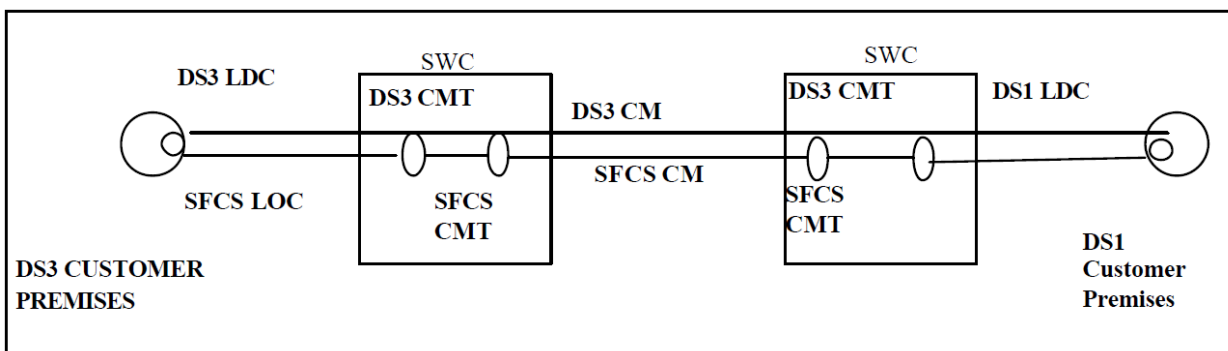 SWC
SWC
DS3 LDC
DS3 CMT
DS3 CM
DS3 CMT
DS1 LDC
SFCS LOC
SFCS
CMT
SFCS CM
SFCS
CMT
DS3 CUSTOMER
PREMISES
DS1
Customer
Premises